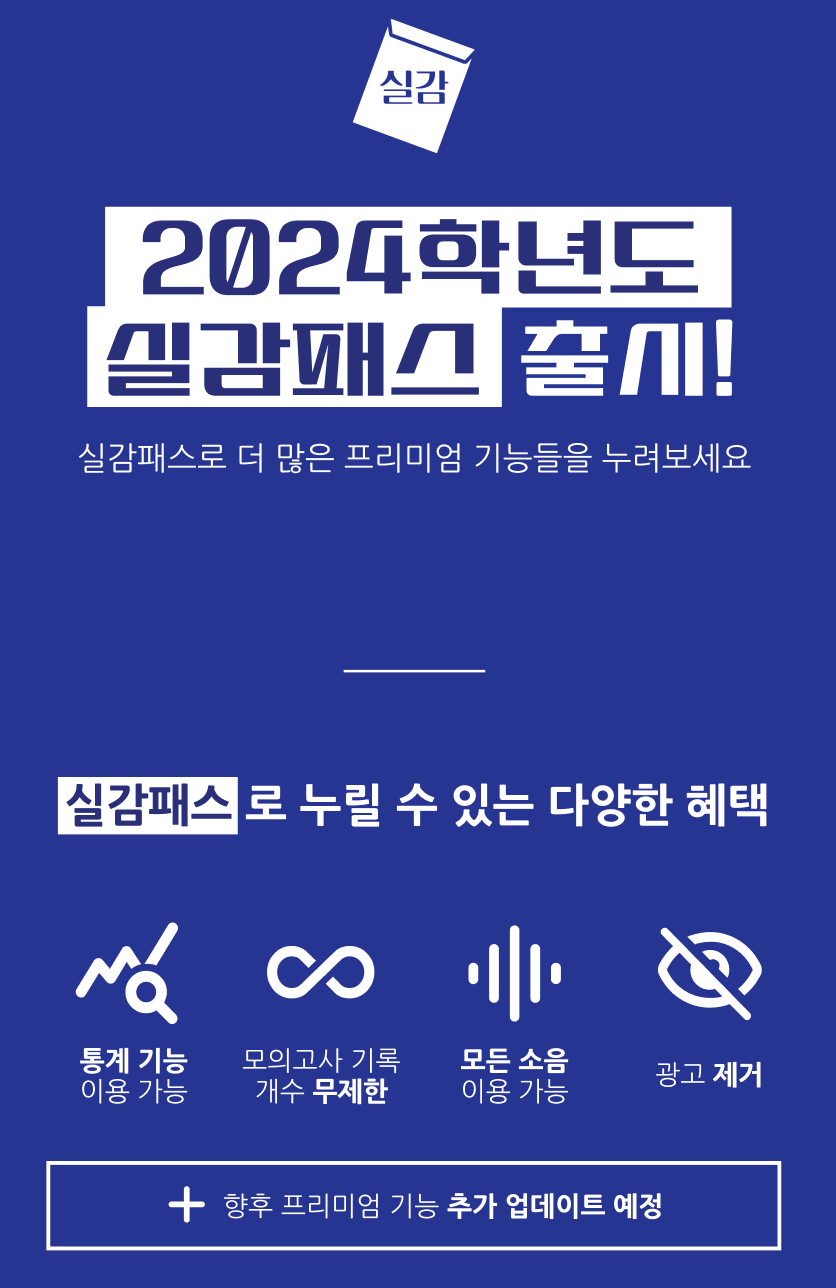 실감
2024학년도
실감패스 출시!
실감패스로 더 많은 프리미엄 기능들을 누려보세요
실감패스로 누릴 수 있는 다양한 혜택
통계 기능
이용 가능
모의고사 기록
개수 무제한
모든 소음
이용 가능
광고 제거
+ 향후 프리미엄 기능 추가 업데이트 예정